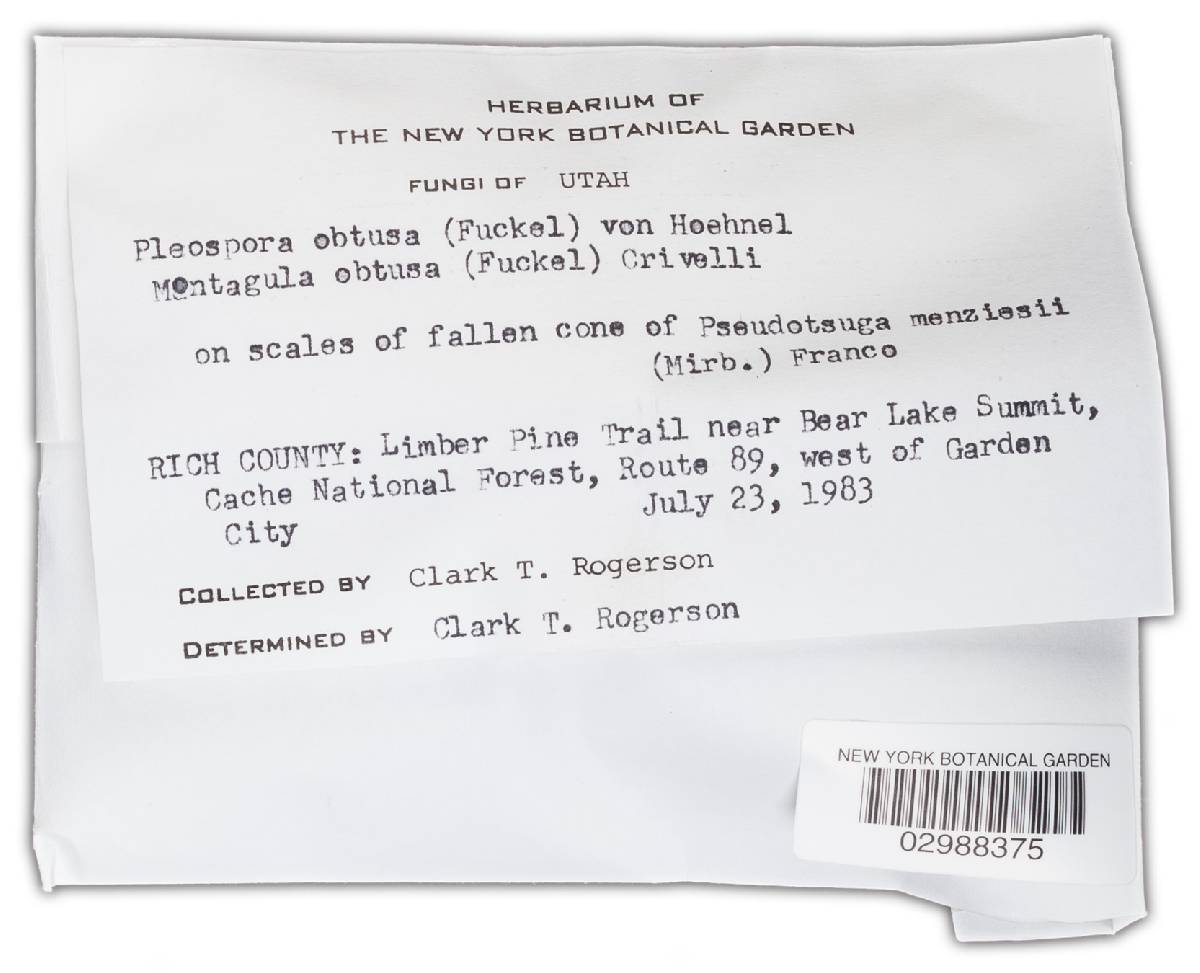 HERBARIUM OF
THE NEW YORK BOTANICAL GARDEN
FUNGI OF UTAH
Pleospora obtusa (Fuckel) von Hoehnel
Montagula obtusa (Fuckel) Crivelli
on scales of fallen cone of Pseudotsuga menziesii
(Mirb.) Franco
RICH COUNTY: Limber Pine Trail near Bear Lake Summit,
Cache National Forest, Route 89, west of Garden
City July 23, 1983
COLLECTED BY Clark T. Rogerson
DETERMINED BY Clark T. Rogerson
NEW YORK BOTANICAL GARDEN
02988375